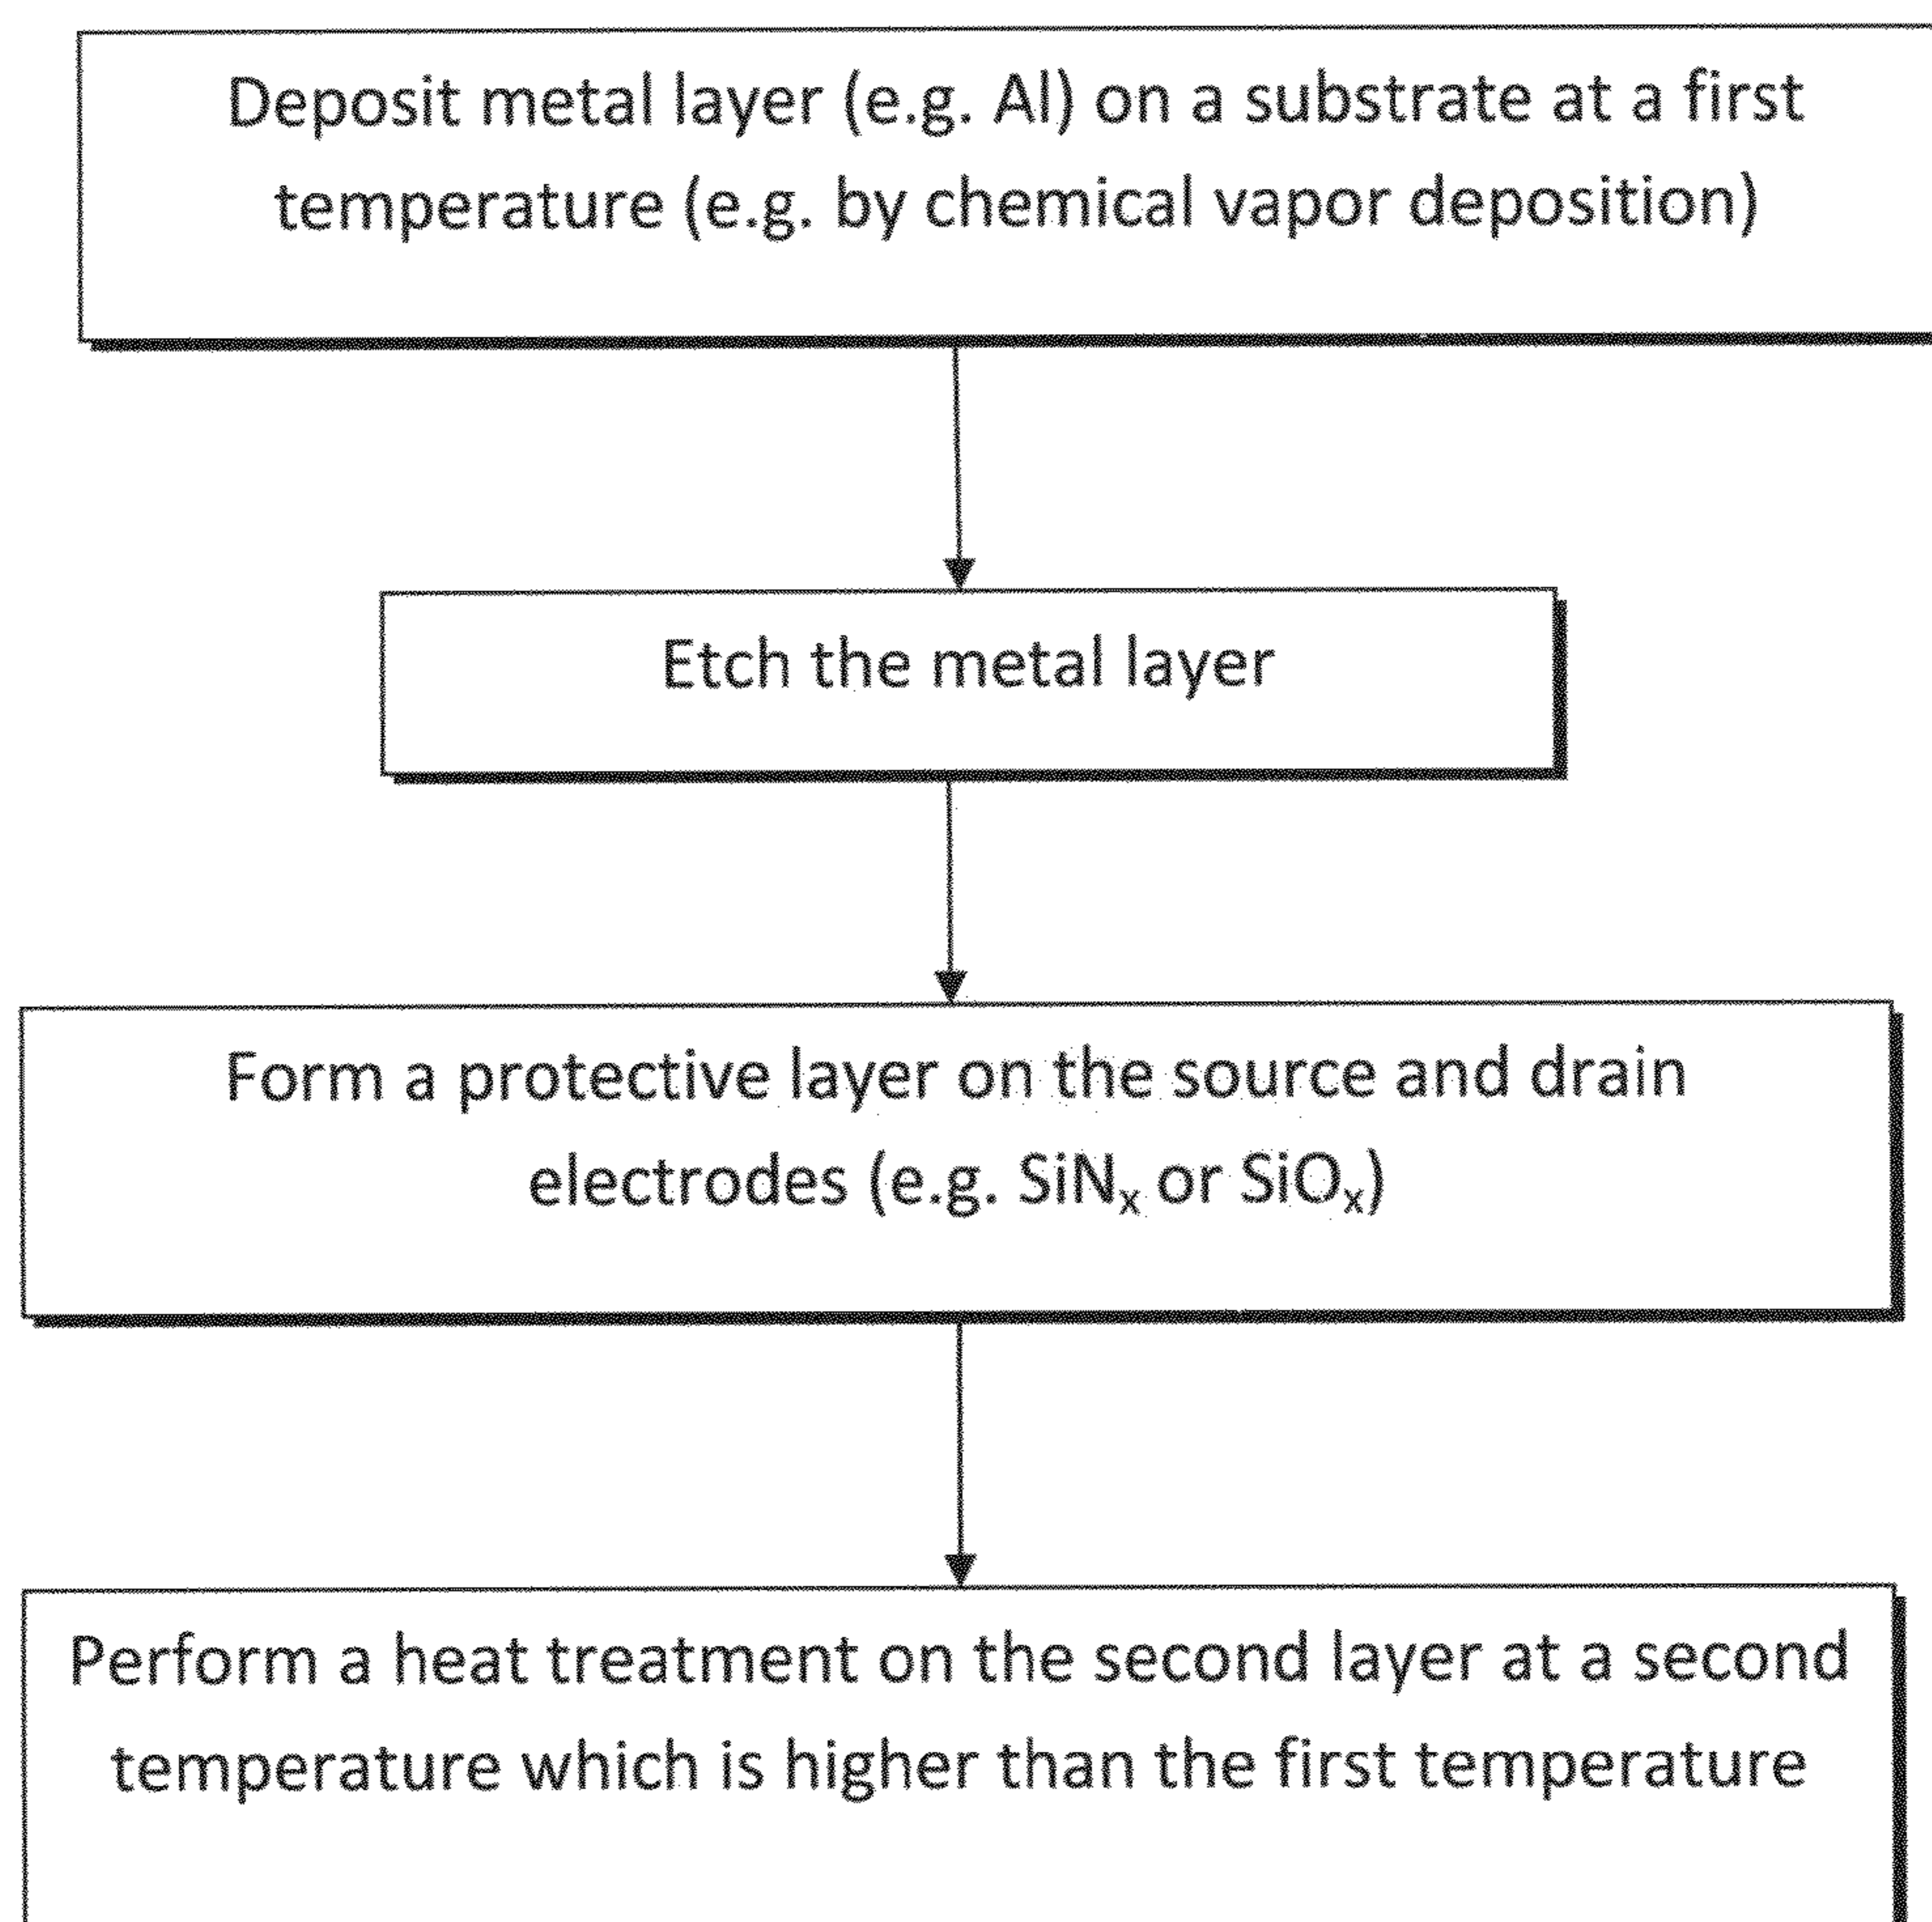 Deposit metal layer (e.g. Al) on a substrate at a first
temperature (e.g. by chemical vapor deposition)
Etch the metal layer
Form a protective layer on the source and drain
electrodes (e.g. SiNₓ or SiOₓ)
Perform a heat treatment on the second layer at a second
temperature which is higher than the first temperature